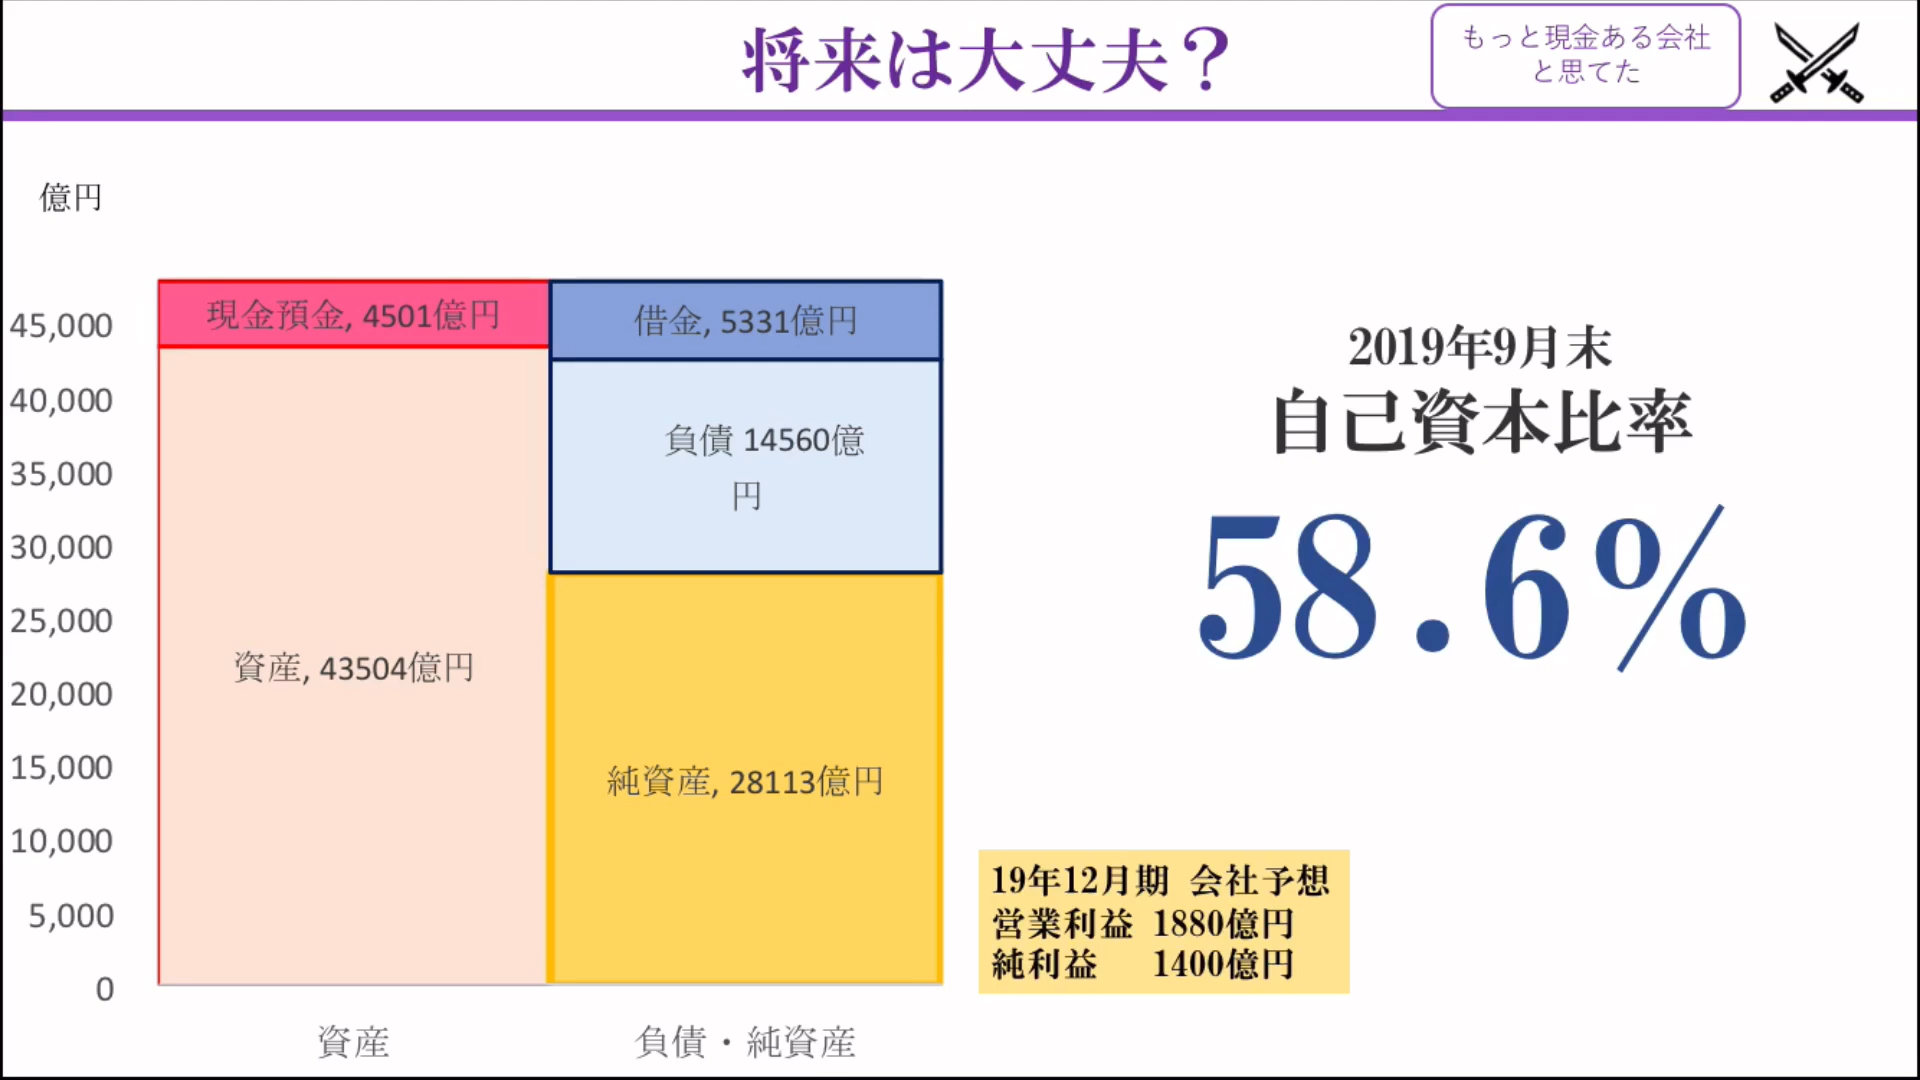 将来は大丈夫？
もっと現金ある会社
と思てた
億円
45,000
40,000
35,000
30,000
25,000
20,000
15,000
10,000
5,000
0
現金預金, 4501億円
資産, 43504億円
借金, 5331億円
負債 14560億
円
純資産, 28113億円
資産
負債・純資産
2019年9月末
自己資本比率
58.6%
19年12月期 会社予想
営業利益 1880億円
純利益 1400億円